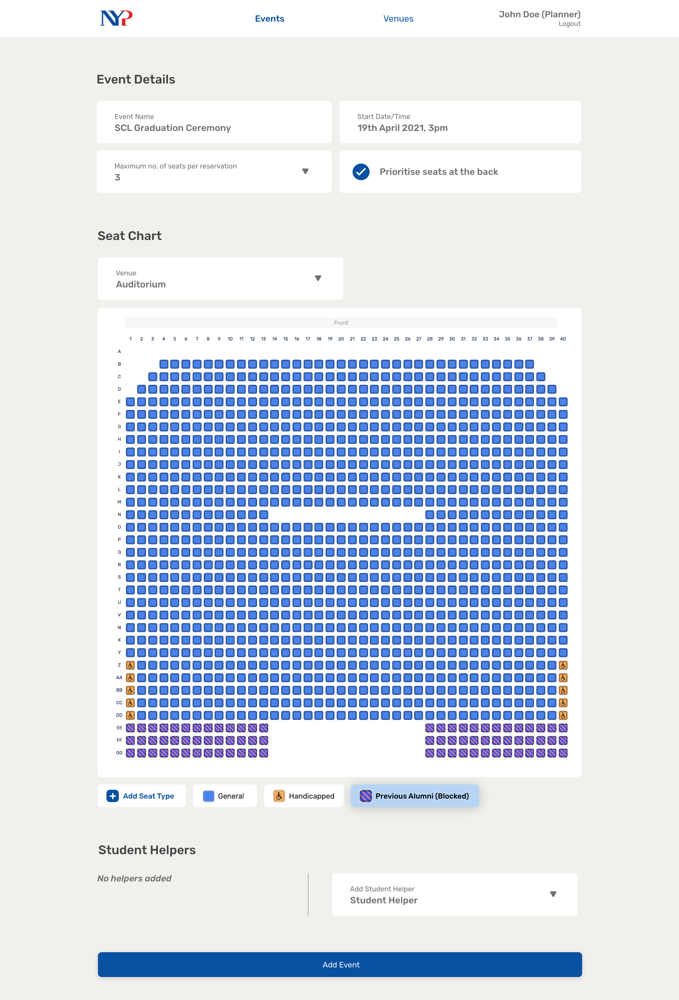 NYP
Events
Venues
John Doe (Planner)
Logout
Event Details
Event Name
SCL Graduation Ceremony
Start Date/Time
19th April 2021, 3pm
Maximum no. of seats per reservation
3
Prioritise seats at the back
Seat Chart
Venue
Auditorium
Front
1 2 3 4 5 6 7 8 9 10 11 12 13 14 15 16 17 18 19 20 21 22 23 24 25 26 27 28 29 30 31 32 33 34 35 36 37 38 39 40
A
B
C
D
E
F
G
H
I
J
K
L
M
N
O
P
Q
R
S
T
U
V
W
X
Y
Z
AA
BB
CC
DD
EE
FF
GG
Add Seat Type
General
Handicapped
Previous Alumni (Blocked)
Student Helpers
No helpers added
Add Student Helper
Student Helper
Add Event